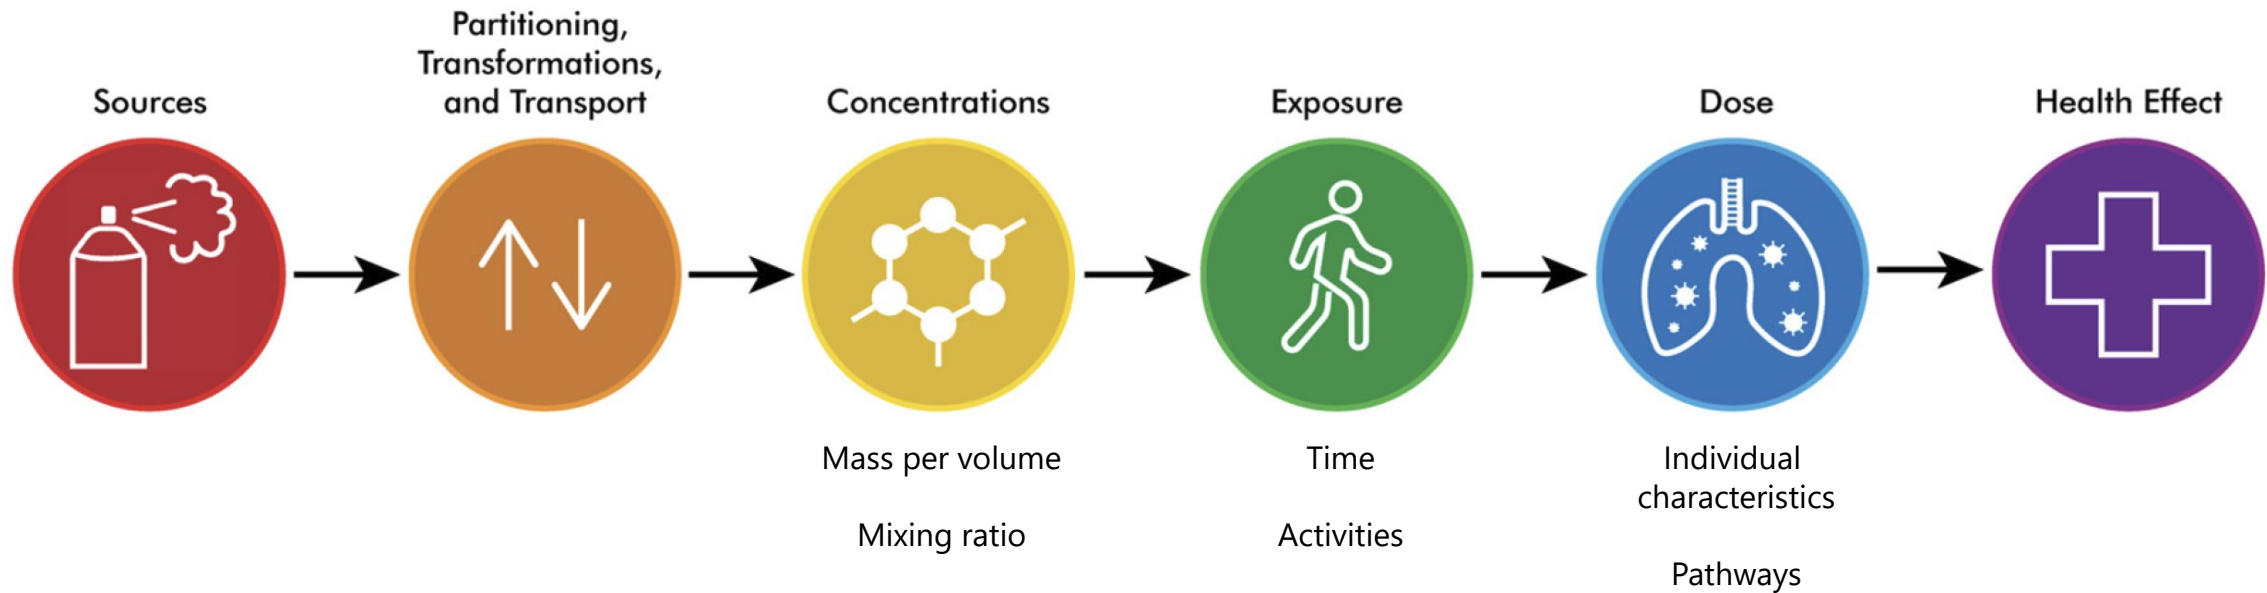 Sources
Partitioning,
Transformations,
and Transport
Concentrations
Exposure
Dose
Health Effect
Mass per volume
Mixing ratio
Time
Activities
Individual
characteristics
Pathways